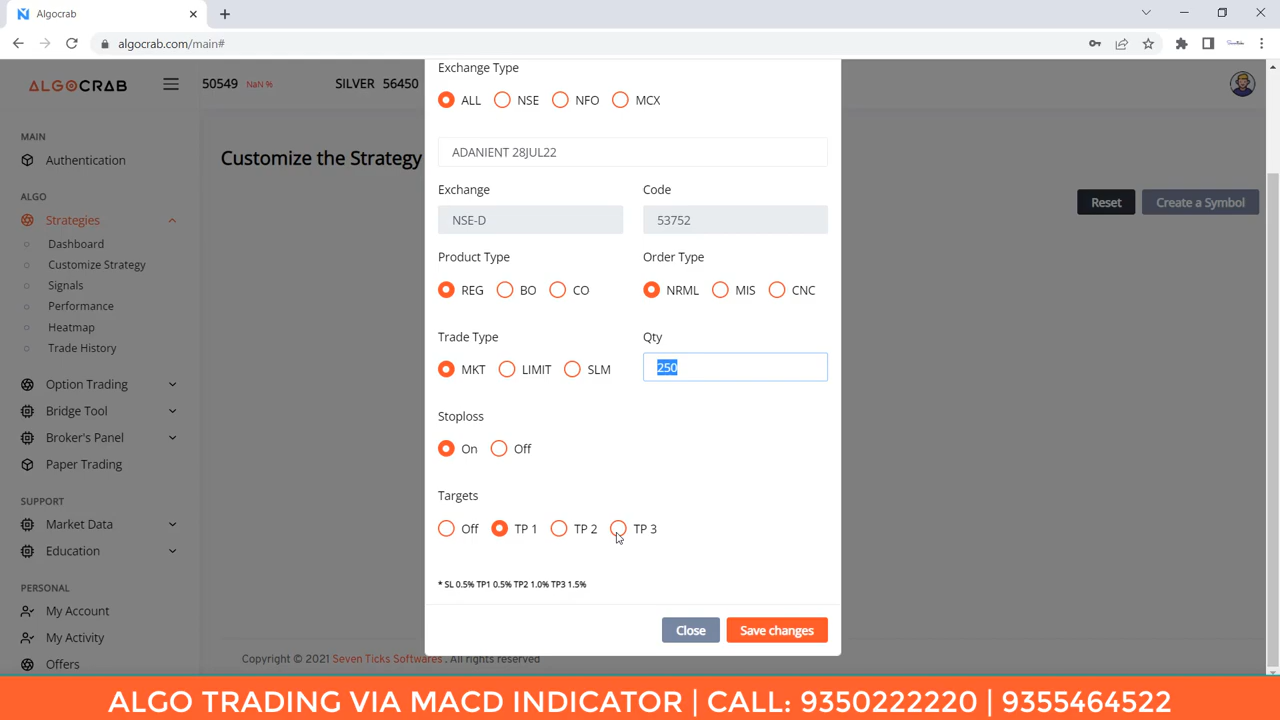 Algocrab
algocrab.com/main#
ALGOCRAB
50549 NaN %
SILVER 56450
MAIN
Authentication
ALGO
Strategies
Dashboard
Customize Strategy
Signals
Performance
Heatmap
Trade History
Option Trading
Bridge Tool
Broker's Panel
Paper Trading
SUPPORT
Market Data
Education
PERSONAL
My Account
My Activity
Offers
Customize the Strategy
Reset
Create a Symbol
Exchange Type
ALL NSE NFO MCX
ADANIENT 28JUL22
Exchange Code
NSE-D 53752
Product Type Order Type
REG BO CO NRML MIS CNC
Trade Type Qty
MKT LIMIT SLM 250
Stoploss
On Off
Targets
Off TP 1 TP 2 TP 3
* SL 0.5% TP1 0.5% TP2 1.0% TP3 1.5%
Close Save changes
Copyright © 2021 Seven Ticks Softwares . All rights reserved
ALGO TRADING VIA MACD INDICATOR | CALL: 9350222220 | 9355464522